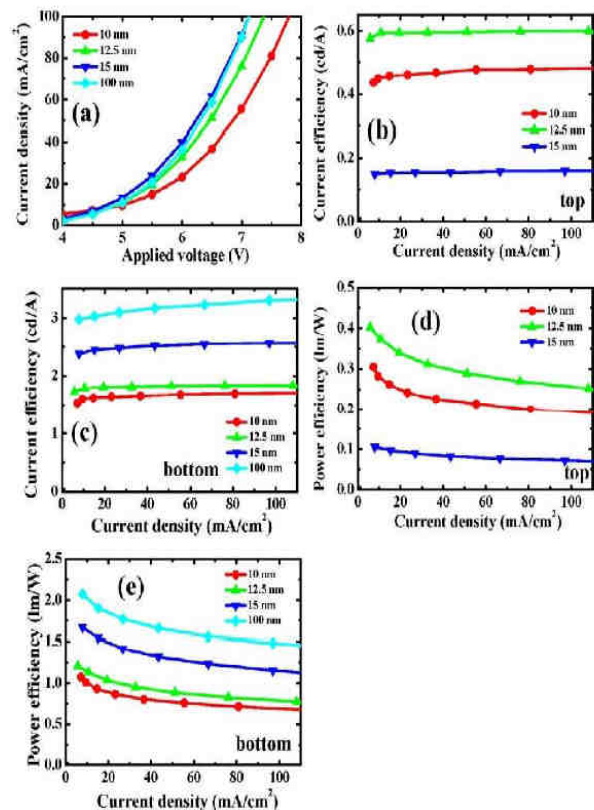 (a)
10 nm
12.5 nm
15 nm
100 nm
Current density (mA/cm²)
100
80
60
40
20
0
4 5 6 7 8
Applied voltage (V)
(b)
10 nm
12.5 nm
15 nm
top
Current efficiency (cd/A)
0.6
0.4
0.2
0.0
0 20 40 60 80 100
Current density (mA/cm²)
(c)
10 nm
12.5 nm
15 nm
100 nm
bottom
Current efficiency (cd/A)
3
2
1
0
0 20 40 60 80 100
Current density (mA/cm²)
(d)
10 nm
12.5 nm
15 nm
top
Power efficiency (lm/W)
0.5
0.4
0.3
0.2
0.1
0.0
0 20 40 60 80 100
Current density (mA/cm²)
(e)
10 nm
12.5 nm
15 nm
100 nm
bottom
Power efficiency (lm/W)
2.5
2.0
1.5
1.0
0.5
0.0
0 20 40 60 80 100
Current density (mA/cm²)